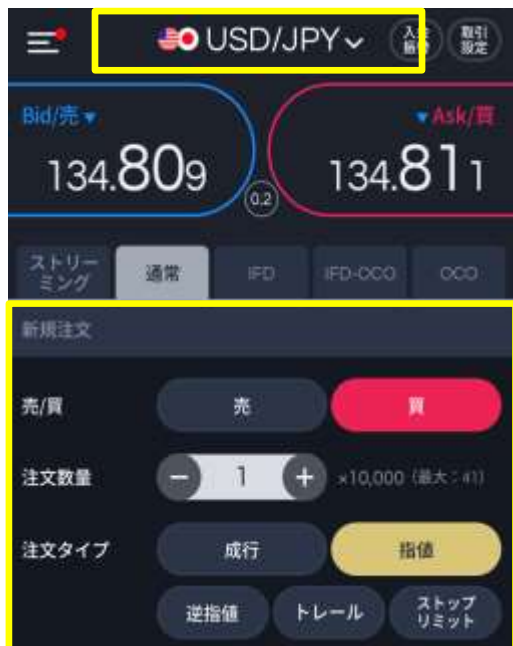 USD/JPY
入金
振替
取引
設定
Bid/売
Ask/買
134.809
134.811
0.2
ストリー
ミング
通常
IFD
IFD-OCO
OCO
新規注文
売/買
売
買
注文数量
− 1 +
×10,000 (最大:41)
注文タイプ
成行
指値
逆指値
トレール
ストップ
リミット